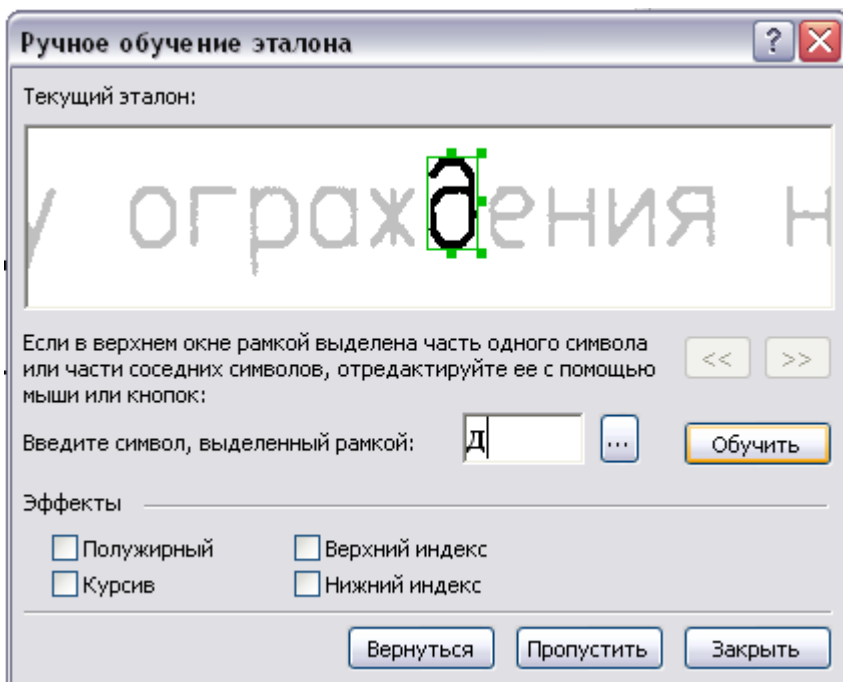 Ручное обучение эталона
Текущий эталон:
у ограждения н
Если в верхнем окне рамкой выделена часть одного символа
или части соседних символов, отредактируйте ее с помощью
мыши или кнопок:
<< >>
Введите символ, выделенный рамкой: д ... Обучить
Эффекты
Полужирный Верхний индекс
Курсив Нижний индекс
Вернуться Пропустить Закрыть